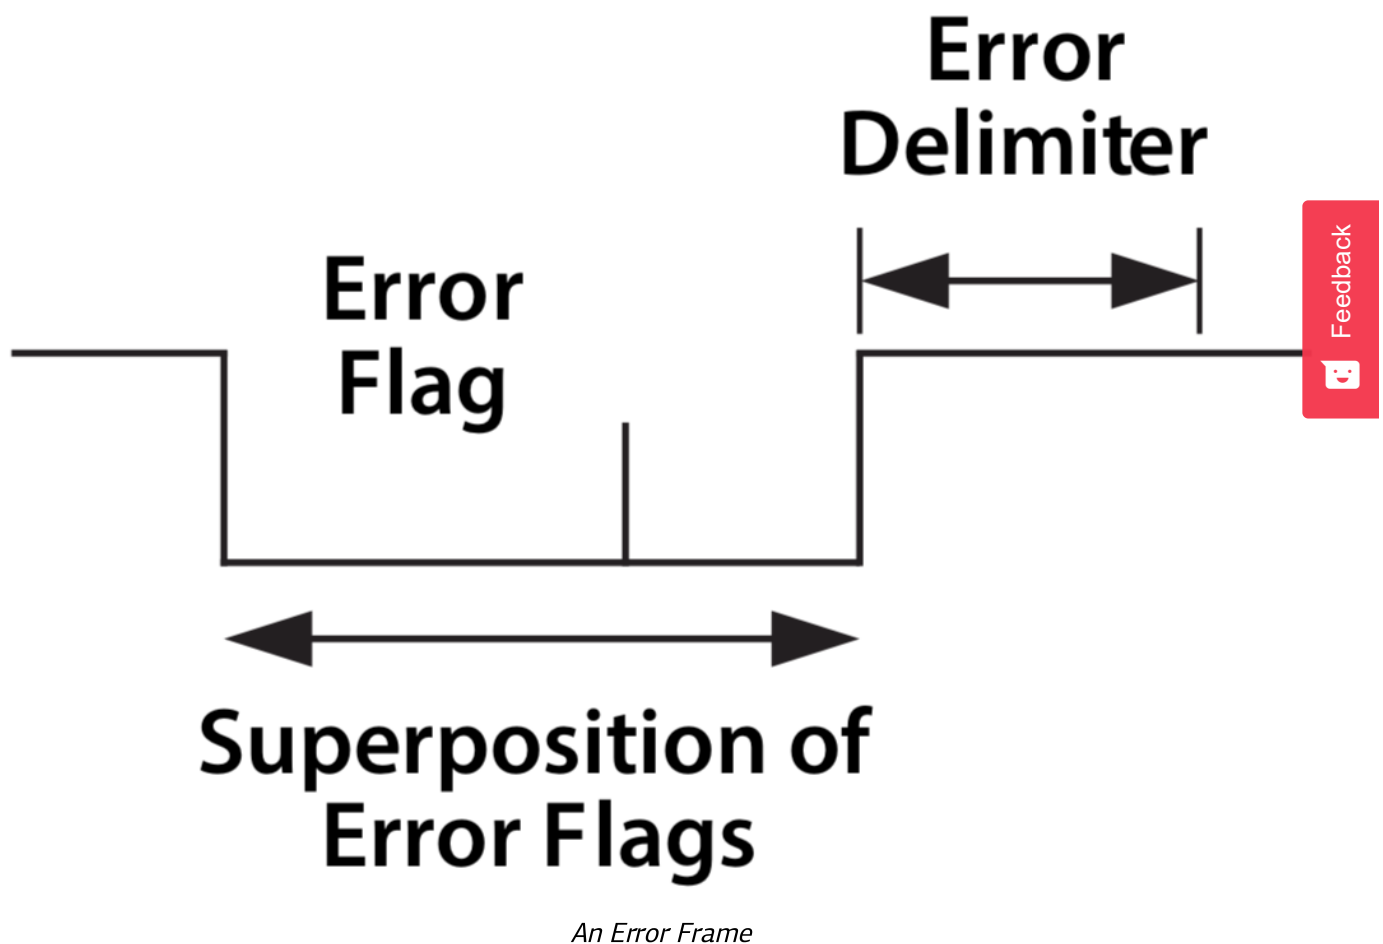 Error
Delimiter
Error
Flag
Feedback
Superposition of
Error Flags
An Error Frame